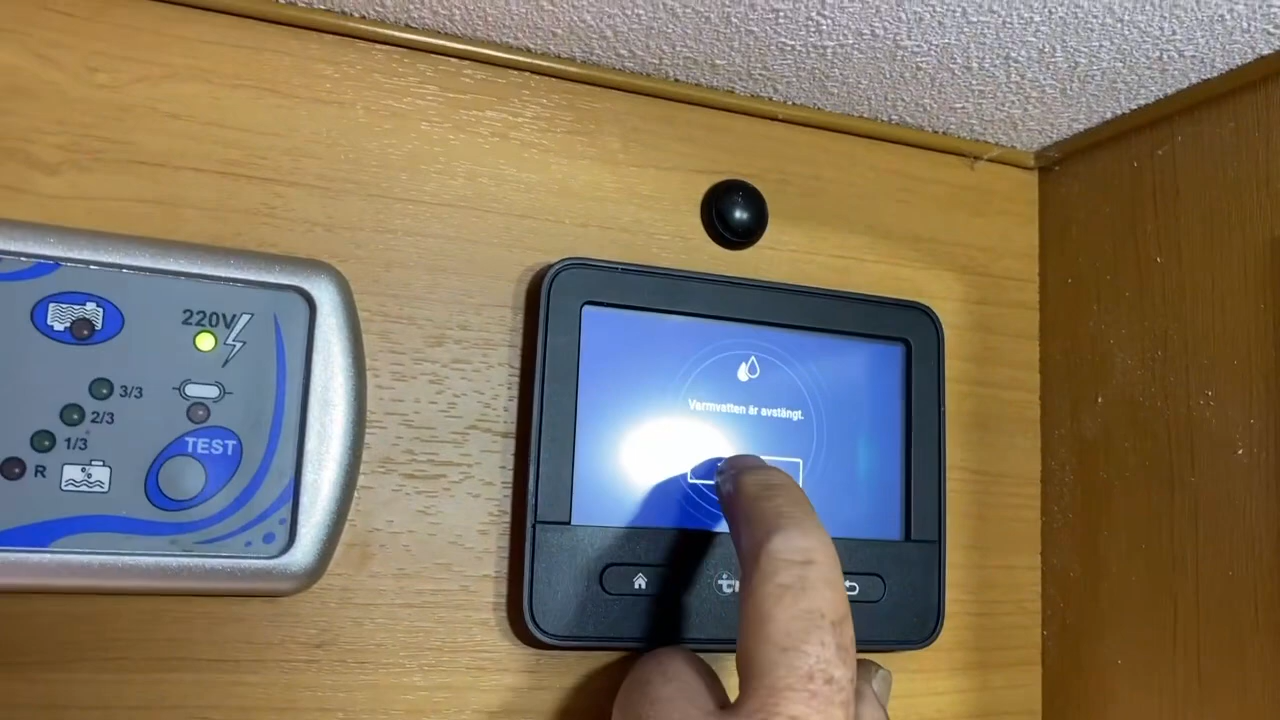 220V
3/3
2/3
1/3
R
%
TEST
Varmvatten är avstängt.